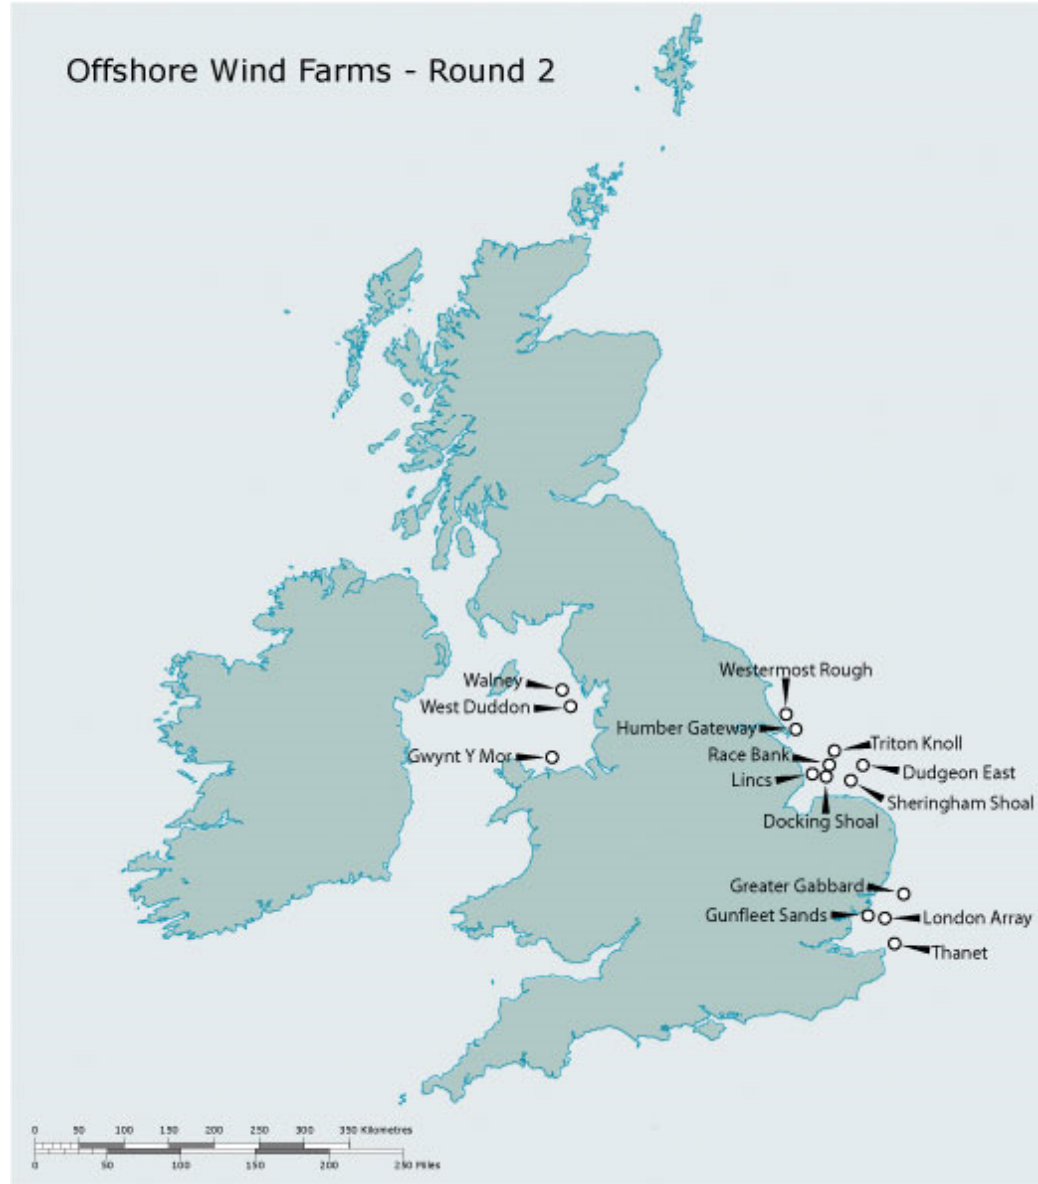 Offshore Wind Farms - Round 2
Westermost Rough
Walney
West Duddon
Humber Gateway
Triton Knoll
Gwynt Y Mor
Race Bank
Dudgeon East
Lincs
Sheringham Shoal
Docking Shoal
Greater Gabbard
Gunfleet Sands
London Array
Thanet
0 50 100 150 200 250 300 350 Kilometres
0 50 100 150 200 250 Miles